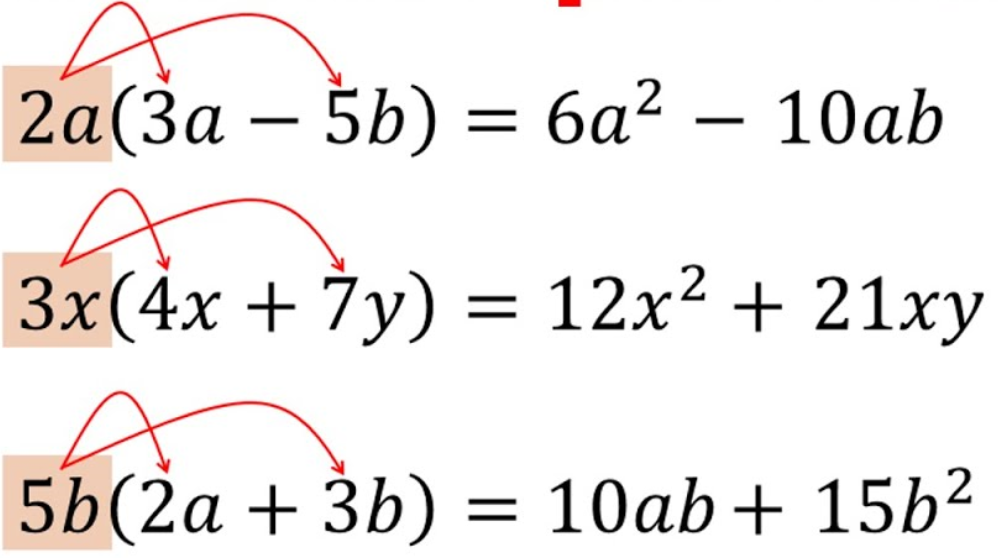 2a(3a − 5b) = 6a² − 10ab
3x(4x + 7y) = 12x² + 21xy
5b(2a + 3b) = 10ab + 15b²